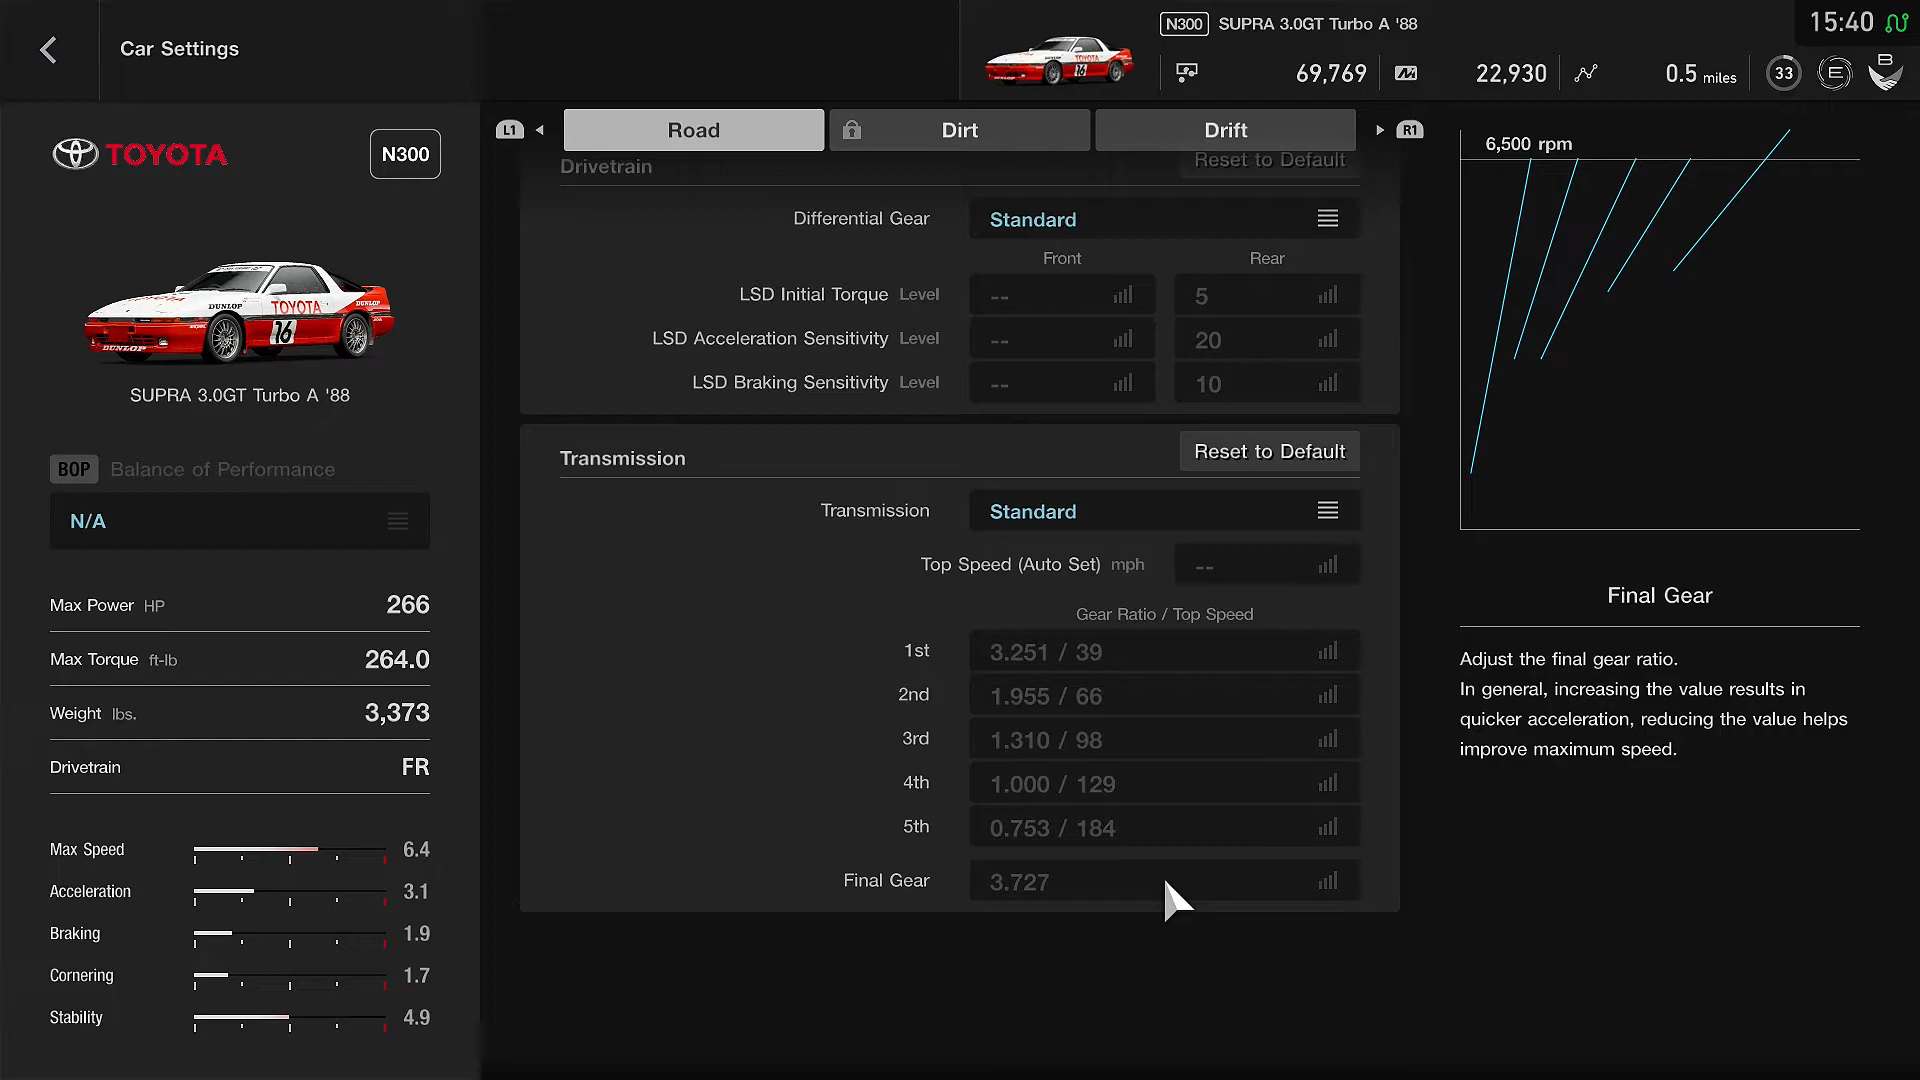 Car Settings
N300 SUPRA 3.0GT Turbo A '88
15:40
69,769
22,930
0.5 miles
33
E
B
TOYOTA
N300
TOYOTA
DUNLOP
DUNLOP
16
DUNLOP
SUPRA 3.0GT Turbo A '88
BOP Balance of Performance
N/A
Max Power HP 266
Max Torque ft-lb 264.0
Weight lbs. 3,373
Drivetrain FR
Max Speed 6.4
Acceleration 3.1
Braking 1.9
Cornering 1.7
Stability 4.9
L1 Road Dirt Drift R1
Drivetrain Reset to Default
Differential Gear Standard
Front Rear
LSD Initial Torque Level -- 5
LSD Acceleration Sensitivity Level -- 20
LSD Braking Sensitivity Level -- 10
Transmission Reset to Default
Transmission Standard
Top Speed (Auto Set) mph --
Gear Ratio / Top Speed
1st 3.251 / 39
2nd 1.955 / 66
3rd 1.310 / 98
4th 1.000 / 129
5th 0.753 / 184
Final Gear 3.727
6,500 rpm
Final Gear
Adjust the final gear ratio.
In general, increasing the value results in
quicker acceleration, reducing the value helps
improve maximum speed.